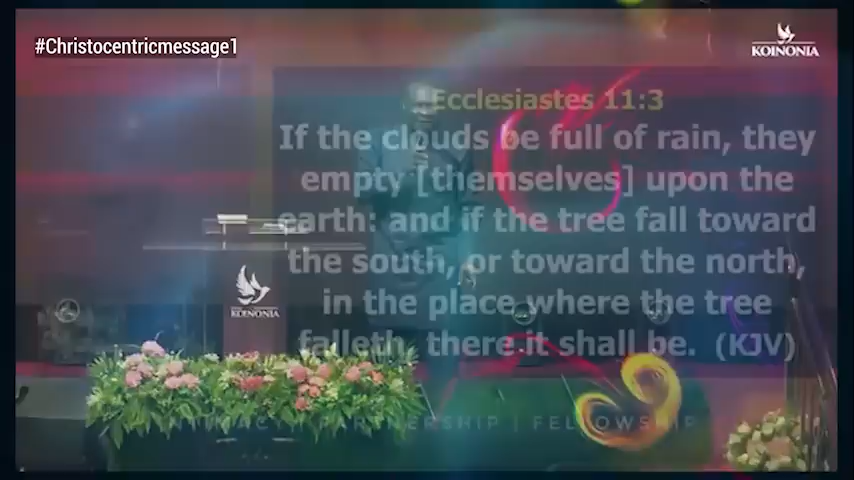 #Christocentricmessage1
KOINONIA
Ecclesiastes 11:3
If the clouds be full of rain, they
empty [themselves] upon the
earth: and if the tree fall toward
the south, or toward the north,
in the place where the tree
falleth, there it shall be. (KJV)
KOINONIA
INTIMACY | PARTNERSHIP | FELLOWSHIP